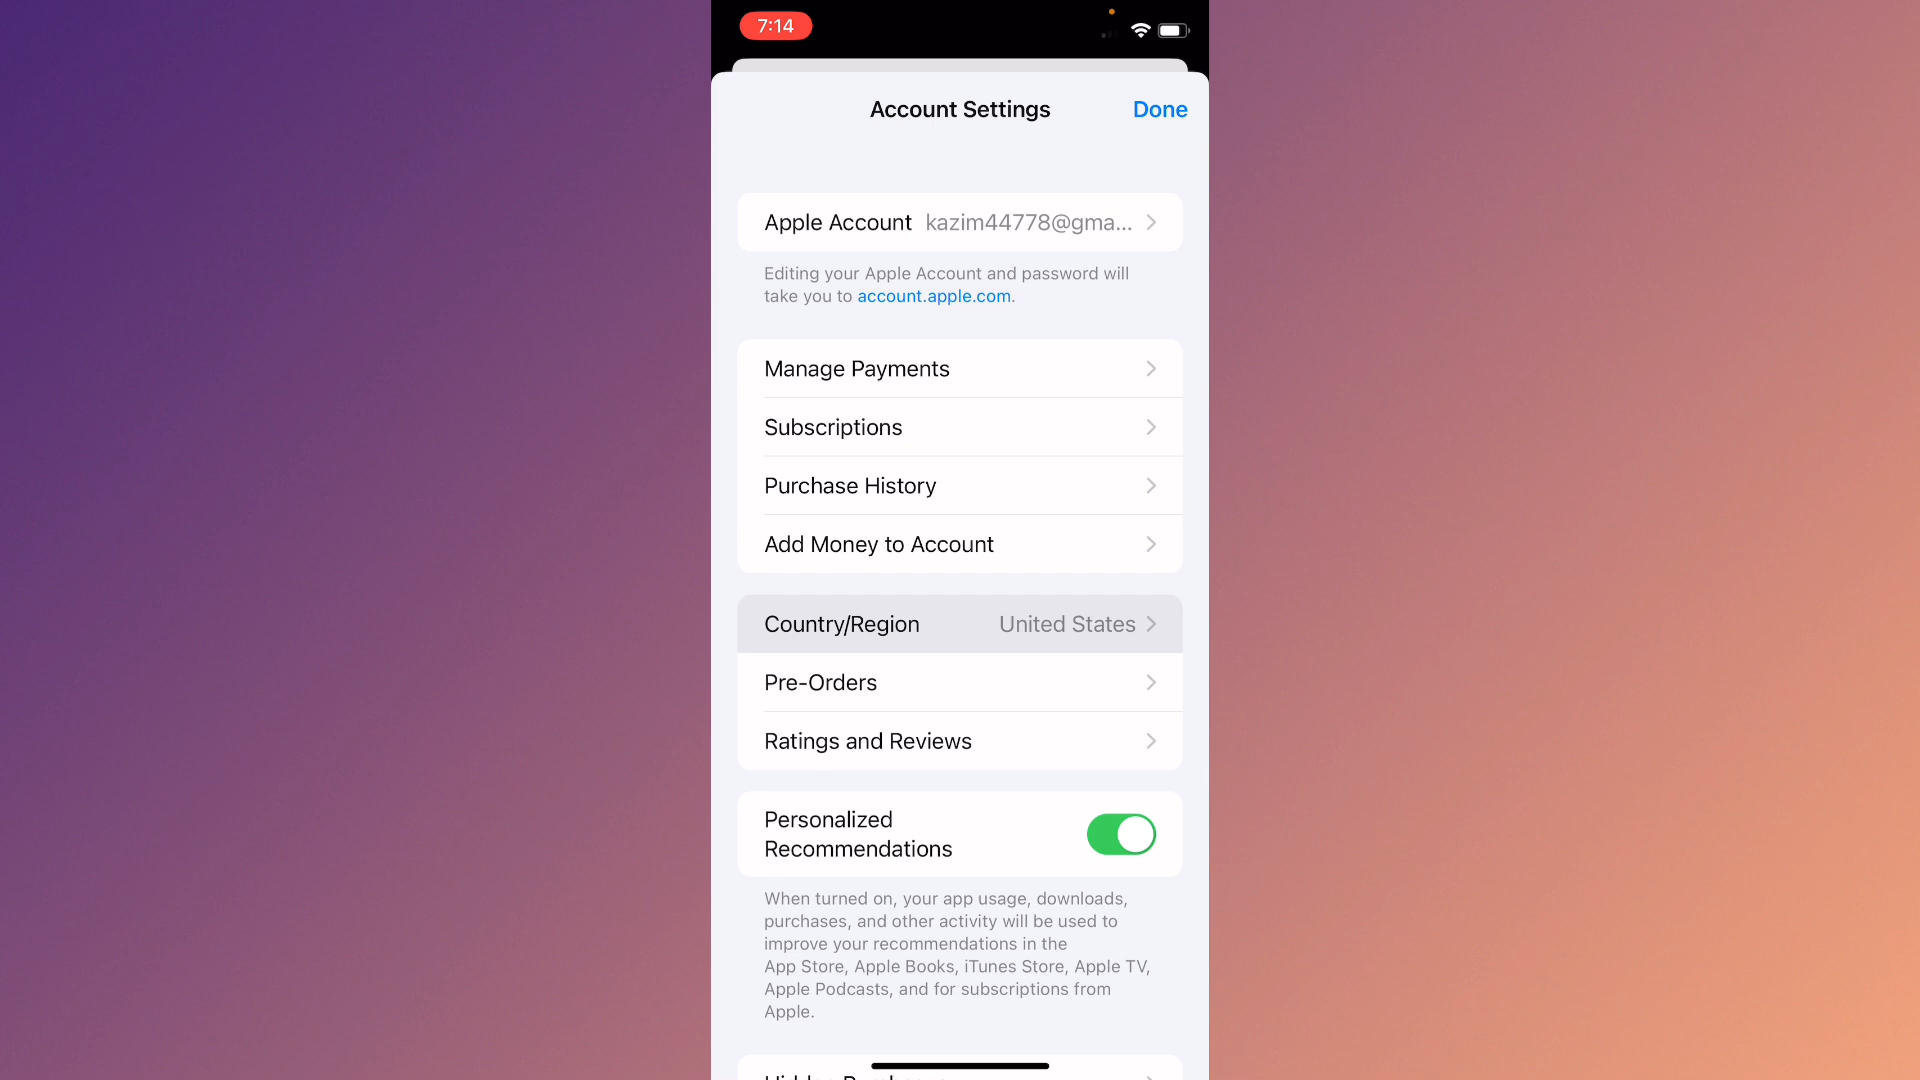 7:14
Account Settings
Done
Apple Account kazim44778@gma...
Editing your Apple Account and password will
take you to account.apple.com.
Manage Payments
Subscriptions
Purchase History
Add Money to Account
Country/Region United States
Pre-Orders
Ratings and Reviews
Personalized
Recommendations
When turned on, your app usage, downloads,
purchases, and other activity will be used to
improve your recommendations in the
App Store, Apple Books, iTunes Store, Apple TV,
Apple Podcasts, and for subscriptions from
Apple.